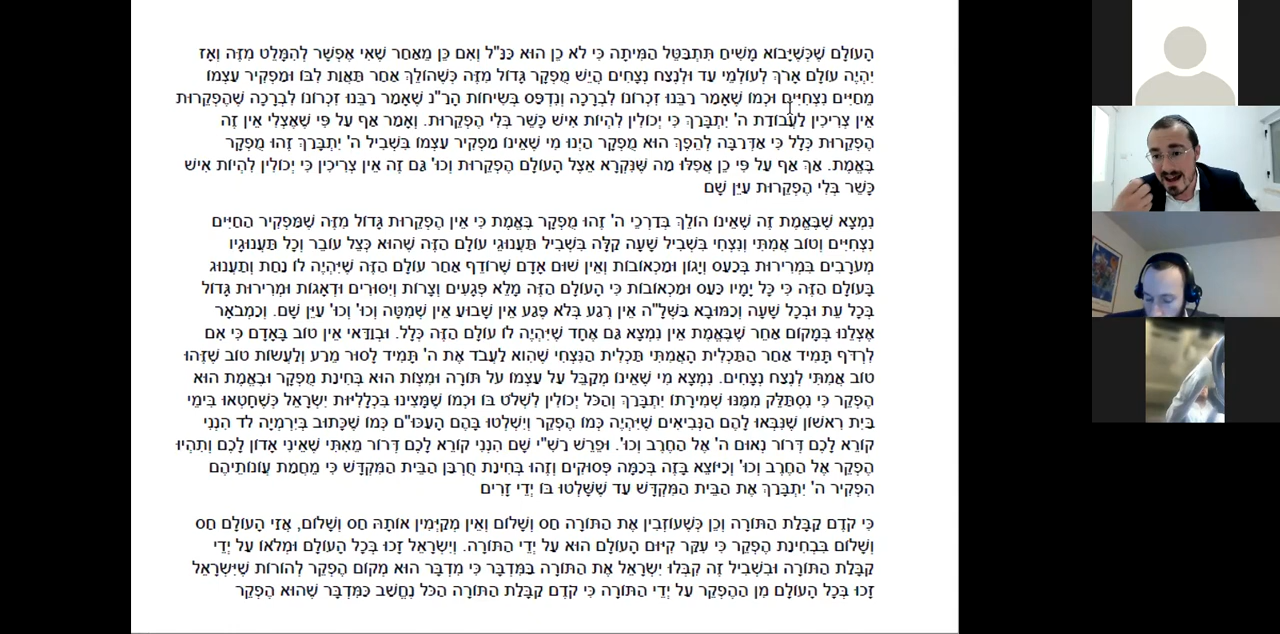 הָעוֹלָם שֶׁכְּשֶׁיָּבוֹא מָשִׁיחַ תִּתְבַּטֵּל הַמִּיתָה כִּי לֹא כֵן הוּא כַּנַּ"ל וְאִם כֵּן מֵאַחַר שֶׁאִי אֶפְשָׁר לְהִמָּלֵט מִזֶּה וְאָז
יִהְיֶה עוֹלָם אָרֹךְ לְעוֹלְמֵי עַד וּלְנֵצַח נְצָחִים הֲיֵשׁ מֻפְקָר גָּדוֹל מִזֶּה כְּשֶׁהוֹלֵךְ אַחַר תַּאֲוַת לִבּוֹ וּמַפְקִיר עַצְמוֹ
מֵחַיִּים נִצְחִיִּים וּכְמוֹ שֶׁאָמַר רַבֵּנוּ זִכְרוֹנוֹ לִבְרָכָה וְנִדְפַּס בְּשִׂיחוֹת הָרַ"נ שֶׁאָמַר רַבֵּנוּ זִכְרוֹנוֹ לִבְרָכָה שֶׁהֶפְקֵרוּת
אֵין צְרִיכִין לַעֲבוֹדַת ה' יִתְבָּרַךְ כִּי יְכוֹלִין לִהְיוֹת אִישׁ כָּשֵׁר בְּלִי הֶפְקֵרוּת. וְאָמַר אַף עַל פִּי שֶׁאֶצְלִי אֵין זֶה
הֶפְקֵרוּת כְּלָל כִּי אַדְּרַבָּה לְהֵפֶךְ הוּא מֻפְקָר הַיְנוּ מִי שֶׁאֵינוֹ מַפְקִיר עַצְמוֹ בִּשְׁבִיל ה' יִתְבָּרַךְ זֶהוּ מֻפְקָר
בֶּאֱמֶת. אַךְ אַף עַל פִּי כֵן אֲפִלּוּ מַה שֶּׁנִּקְרָא אֵצֶל הָעוֹלָם הֶפְקֵרוּת וְכוּ' גַּם זֶה אֵין צְרִיכִין כִּי יְכוֹלִין לִהְיוֹת אִישׁ
כָּשֵׁר בְּלִי הֶפְקֵרוּת עַיֵּן שָׁם
נִמְצָא שֶׁבֶּאֱמֶת זֶה שֶׁאֵינוֹ הוֹלֵךְ בְּדַרְכֵי ה' זֶהוּ מֻפְקָר בֶּאֱמֶת כִּי אֵין הֶפְקֵרוּת גָּדוֹל מִזֶּה שֶׁמַּפְקִיר הַחַיִּים
נִצְחִיִּים וְטוֹב אֲמִתִּי וְנִצְחִי בִּשְׁבִיל שָׁעָה קַלָּה בִּשְׁבִיל תַּעֲנוּגֵי עוֹלָם הַזֶּה שֶׁהוּא כְּצֵל עוֹבֵר וְכָל תַּעֲנוּגָיו
מְעֹרָבִים בִּמְרִירוּת בְּכַעַס וְיָגוֹן וּמַכְאוֹבוֹת וְאֵין שׁוּם אָדָם שֶׁרוֹדֵף אַחַר עוֹלָם הַזֶּה שֶׁיִּהְיֶה לוֹ נַחַת וְתַעֲנוּג
בָּעוֹלָם הַזֶּה כִּי כָּל יָמָיו כַּעַס וּמַכְאוֹבוֹת כִּי הָעוֹלָם הַזֶּה מָלֵא פְּגָעִים וְצָרוֹת וְיִסּוּרִים וּדְאָגוֹת וּמְרִירוּת גָּדוֹל
בְּכָל עֵת וּבְכָל שָׁעָה וְכַמּוּבָא בַּשְּׁלָ"ה אֵין רֶגַע בְּלֹא פֶּגַע אֵין שָׁבוּעַ אֵין שְׁמִטָּה וְכוּ' וְכוּ' עַיֵּן שָׁם. וְכַמְבֹאָר
אֶצְלֵנוּ בְּמָקוֹם אַחֵר שֶׁבֶּאֱמֶת אֵין נִמְצָא גַּם אֶחָד שֶׁיִּהְיֶה לוֹ עוֹלָם הַזֶּה כְּלָל. וּבְוַדַּאי אֵין טוֹב בָּאָדָם כִּי אִם
לִרְדֹּף תָּמִיד אַחַר הַתַּכְלִית הָאֲמִתִּי תַּכְלִית הַנִּצְחִי שֶׁהוּא לַעֲבֹד אֶת ה' תָּמִיד לָסוּר מֵרַע וְלַעֲשׂוֹת טוֹב שֶׁזֶּהוּ
טוֹב אֲמִתִּי לְנֵצַח נְצָחִים. נִמְצָא מִי שֶׁאֵינוֹ מְקַבֵּל עַל עַצְמוֹ עֹל תּוֹרָה וּמִצְוֹת הוּא בְּחִינַת מֻפְקָר וּבֶאֱמֶת הוּא
הֶפְקֵר כִּי נִסְתַּלֵּק מִמֶּנּוּ שְׁמִירָתוֹ יִתְבָּרַךְ וְהַכֹּל יְכוֹלִין לִשְׁלֹט בּוֹ וּכְמוֹ שֶׁמָּצִינוּ בִּכְלָלִיּוּת יִשְׂרָאֵל כְּשֶׁחָטְאוּ בִּימֵי
בַּיִת רִאשׁוֹן שֶׁנִּבְּאוּ לָהֶם הַנְּבִיאִים שֶׁיִּהְיֶה כְּמוֹ הֶפְקֵר וְיִשְׁלְטוּ בָּהֶם הָעַכּוּ"ם כְּמוֹ שֶׁכָּתוּב בְּיִרְמְיָה לד הִנְנִי
קוֹרֵא לָכֶם דְּרוֹר נְאוּם ה' אֶל הַחֶרֶב וְכוּ'. וּפֵרֵשׁ רַשִׁ"י שָׁם הִנְנִי קוֹרֵא לָכֶם דְּרוֹר מֵאִתִּי שֶׁאֵינִי אָדוֹן לָכֶם וְתִהְיוּ
הֶפְקֵר אֶל הַחֶרֶב וְכוּ' וְכַיּוֹצֵא בָּזֶה בְּכַמָּה פְּסוּקִים וְזֶהוּ בְּחִינַת חֻרְבַּן הַבֵּית הַמִּקְדָּשׁ כִּי מֵחֲמַת עֲוֹנוֹתֵיהֶם
הִפְקִיר ה' יִתְבָּרַךְ אֶת הַבֵּית הַמִּקְדָּשׁ עַד שֶׁשָּׁלְטוּ בּוֹ יְדֵי זָרִים
כִּי קֹדֶם קַבָּלַת הַתּוֹרָה וְכֵן כְּשֶׁעוֹזְבִין אֶת הַתּוֹרָה חַס וְשָׁלוֹם וְאֵין מְקַיְּמִין אוֹתָהּ חַס וְשָׁלוֹם, אֲזַי הָעוֹלָם חַס
וְשָׁלוֹם בִּבְחִינַת הֶפְקֵר כִּי עִקַּר קִיּוּם הָעוֹלָם הוּא עַל יְדֵי הַתּוֹרָה. וְיִשְׂרָאֵל זָכוּ בְּכָל הָעוֹלָם וּמְלוֹאוֹ עַל יְדֵי
קַבָּלַת הַתּוֹרָה וּבִשְׁבִיל זֶה קִבְּלוּ יִשְׂרָאֵל אֶת הַתּוֹרָה בַּמִּדְבָּר כִּי מִדְבָּר הוּא מְקוֹם הֶפְקֵר לְהוֹרוֹת שֶׁיִּשְׂרָאֵל
זָכוּ בְּכָל הָעוֹלָם מִן הַהֶפְקֵר עַל יְדֵי הַתּוֹרָה כִּי קֹדֶם קַבָּלַת הַתּוֹרָה הַכֹּל נֶחֱשָׁב כַּמִּדְבָּר שֶׁהוּא הֶפְקֵר